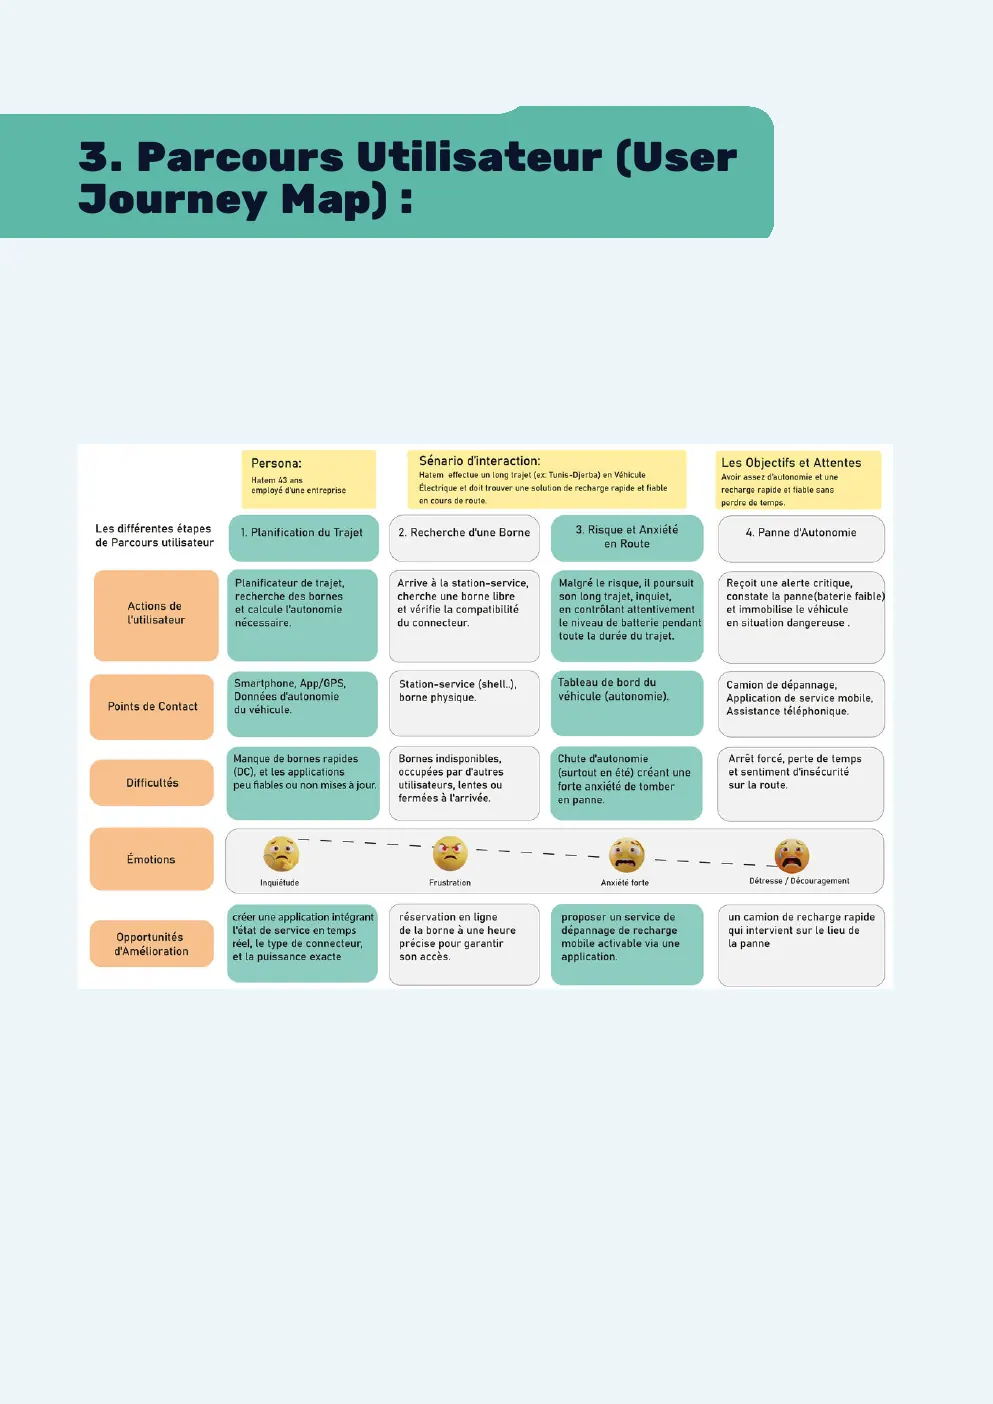 3. Parcours Utilisateur (User
Journey Map) :
Persona:
Hatem 43 ans
employé d'une entreprise
Sénario d'interaction:
Hatem effectue un long trajet (ex: Tunis-Djerba) en Véhicule
Électrique et doit trouver une solution de recharge rapide et fiable
en cours de route.
Les Objectifs et Attentes
Avoir assez d'autonomie et une
recharge rapide et fiable sans
perdre de temps.
Les différentes étapes
de Parcours utilisateur
1. Planification du Trajet
2. Recherche d'une Borne
3. Risque et Anxiété
en Route
4. Panne d'Autonomie
Actions de
l'utilisateur
Planificateur de trajet,
recherche des bornes
et calcule l'autonomie
nécessaire.
Arrive à la station-service,
cherche une borne libre
et vérifie la compatibilité
du connecteur.
Malgré le risque, il poursuit
son long trajet, inquiet,
en contrôlant attentivement
le niveau de batterie pendant
toute la durée du trajet.
Reçoit une alerte critique,
constate la panne(baterie faible)
et immobilise le véhicule
en situation dangereuse .
Points de Contact
Smartphone, App/GPS,
Données d'autonomie
du véhicule.
Station-service (shell..),
borne physique.
Tableau de bord du
véhicule (autonomie).
Camion de dépannage,
Application de service mobile,
Assistance téléphonique.
Difficultés
Manque de bornes rapides
(DC), et les applications
peu fiables ou non mises à jour.
Bornes indisponibles,
occupées par d'autres
utilisateurs, lentes ou
fermées à l'arrivée.
Chute d'autonomie
(surtout en été) créant une
forte anxiété de tomber
en panne.
Arrêt forcé, perte de temps
et sentiment d'insécurité
sur la route.
Émotions
Inquiétude
Frustration
Anxiété forte
Détresse / Découragement
Opportunités
d'Amélioration
créer une application intégrant
l'état de service en temps
réel, le type de connecteur,
et la puissance exacte
réservation en ligne
de la borne à une heure
précise pour garantir
son accès.
proposer un service de
dépannage de recharge
mobile activable via une
application.
un camion de recharge rapide
qui intervient sur le lieu de
la panne